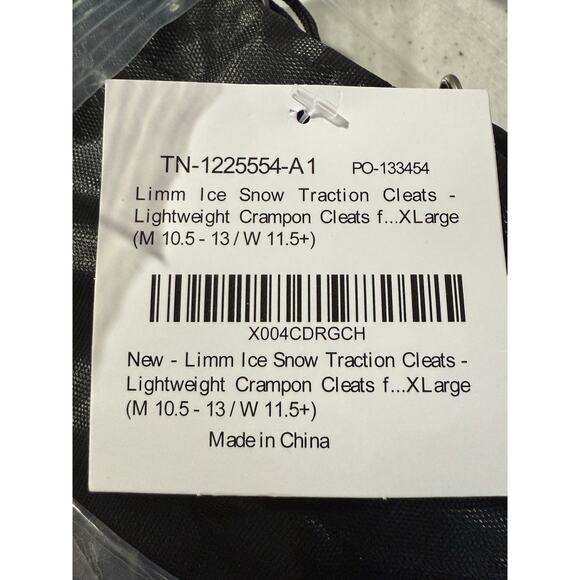 TN-1225554-A1 PO-133454
Limm Ice Snow Traction Cleats -
Lightweight Crampon Cleats f...XLarge
(M 10.5 - 13 / W 11.5+)
X004CDRGCH
New - Limm Ice Snow Traction Cleats -
Lightweight Crampon Cleats f...XLarge
(M 10.5 - 13 / W 11.5+)
Made in China